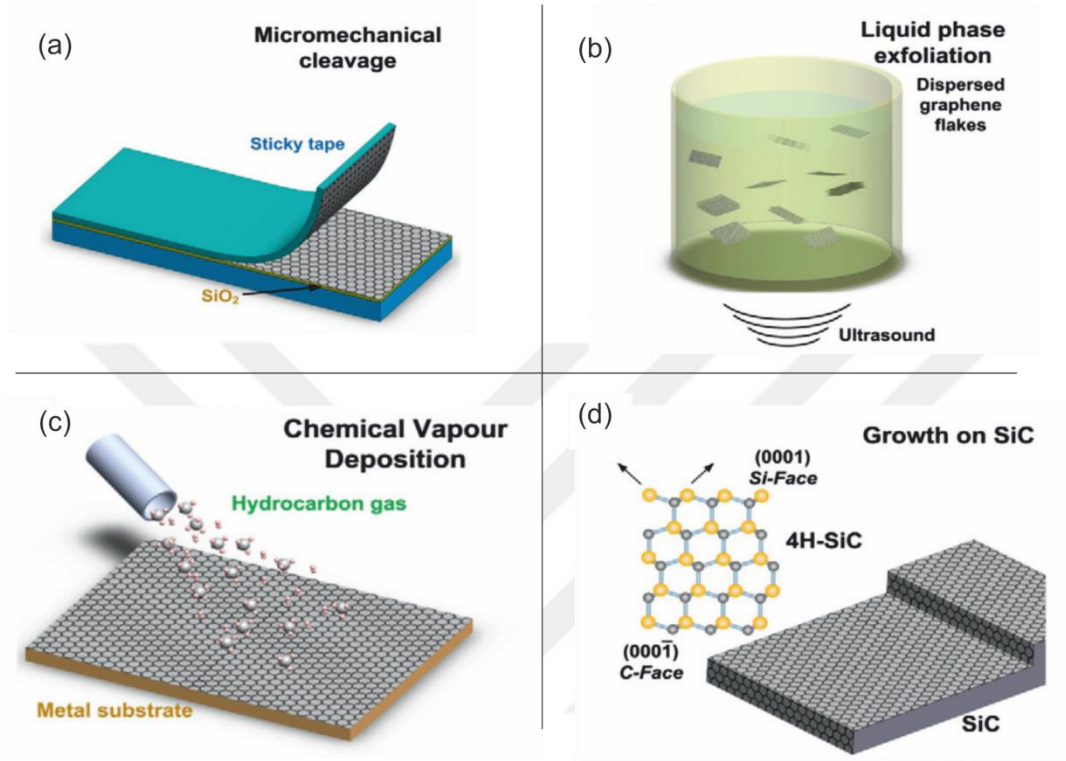 (a)
Micromechanical
cleavage
Sticky tape
SiO₂
(b)
Liquid phase
exfoliation
Dispersed
graphene
flakes
Ultrasound
(c)
Chemical Vapour
Deposition
Hydrocarbon gas
Metal substrate
(d)
Growth on SiC
(0001)
Si-Face
4H-SiC
(0001̅)
C-Face
SiC